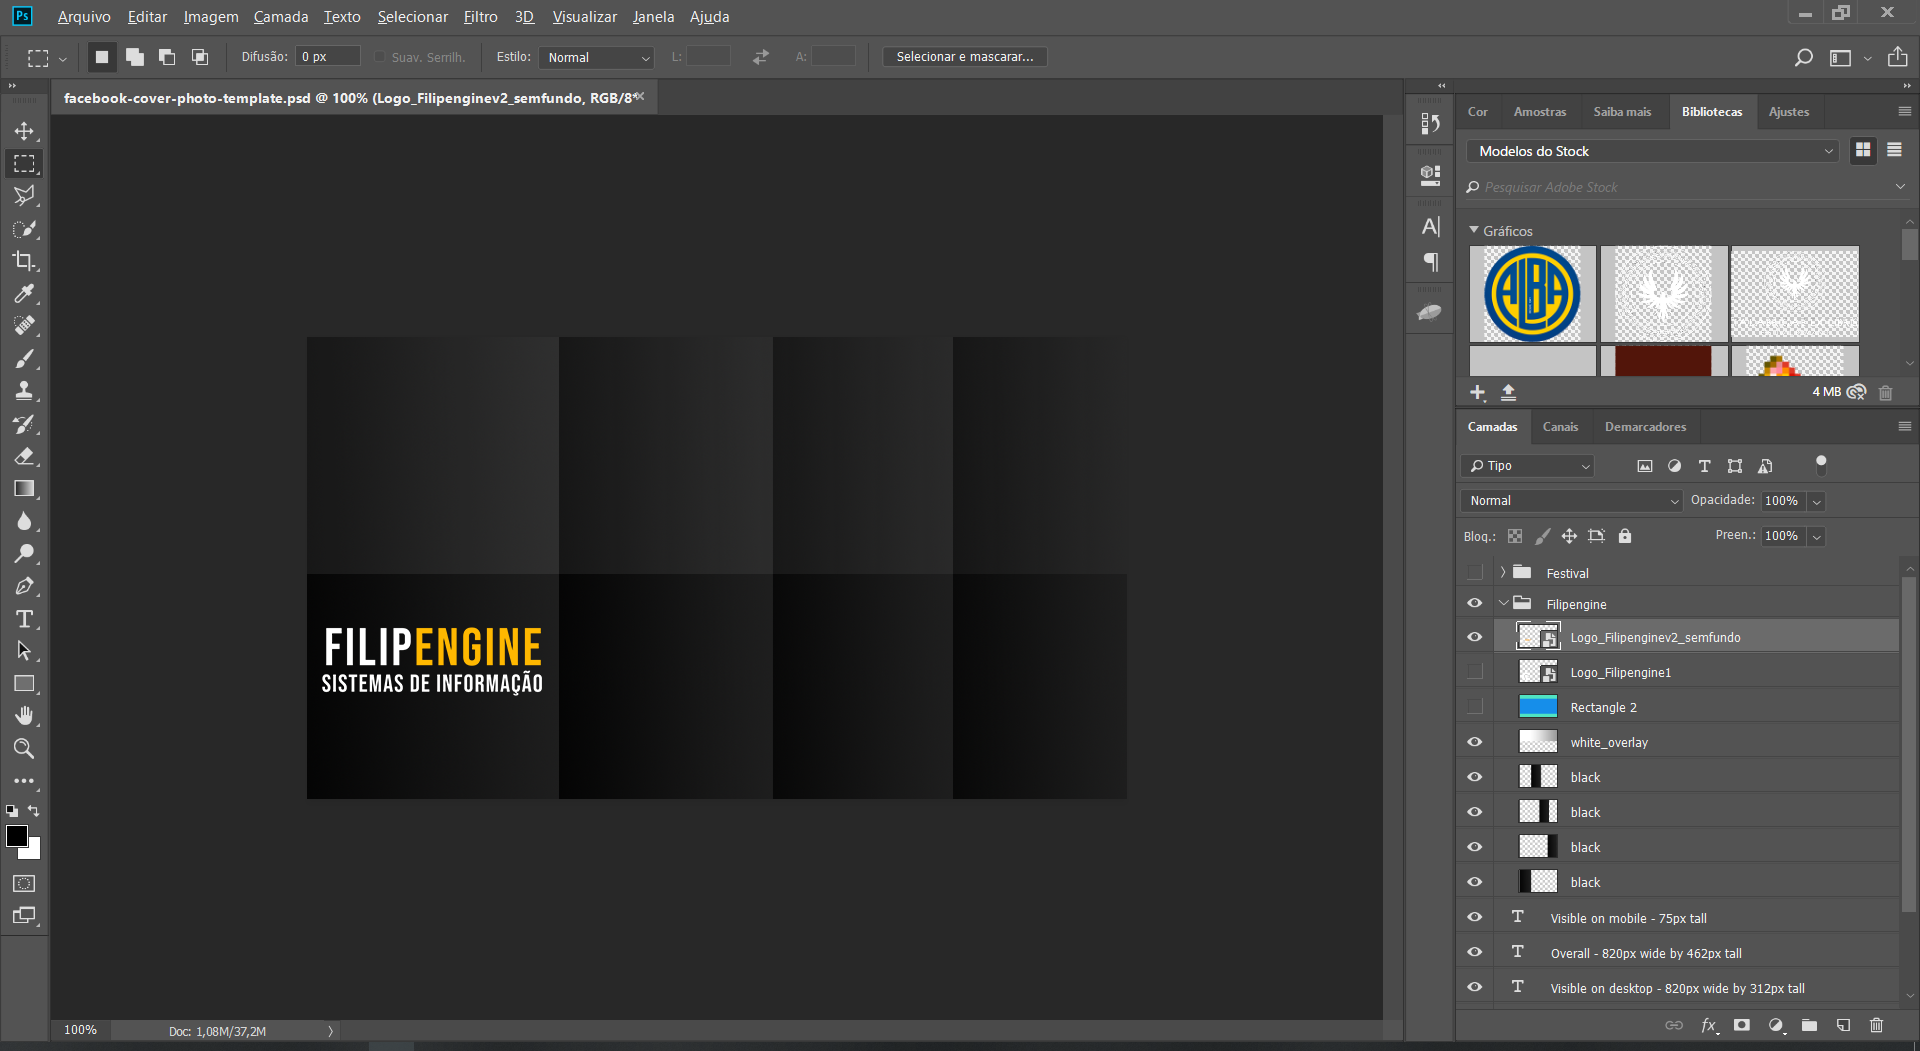 Ps Arquivo Editar Imagem Camada Texto Selecionar Filtro 3D Visualizar Janela Ajuda
Difusão: 0 px Suav. Serrilh. Estilo: Normal L: A: Selecionar e mascarar...
facebook-cover-photo-template.psd @ 100% (Logo_Filipenginev2_semfundo, RGB/8*
Cor Amostras Saiba mais Bibliotecas Ajustes
Modelos do Stock
Pesquisar Adobe Stock
Gráficos
ALBA
4 MB
Camadas Canais Demarcadores
Tipo
Normal Opacidade: 100%
Bloq.: Preen.: 100%
Festival
Filipengine
Logo_Filipenginev2_semfundo
Logo_Filipengine1
Rectangle 2
white_overlay
black
black
black
black
Visible on mobile - 75px tall
Overall - 820px wide by 462px tall
Visible on desktop - 820px wide by 312px tall
fx
FILIPENGINE
SISTEMAS DE INFORMAÇÃO
100% Doc: 1,08M/37,2M